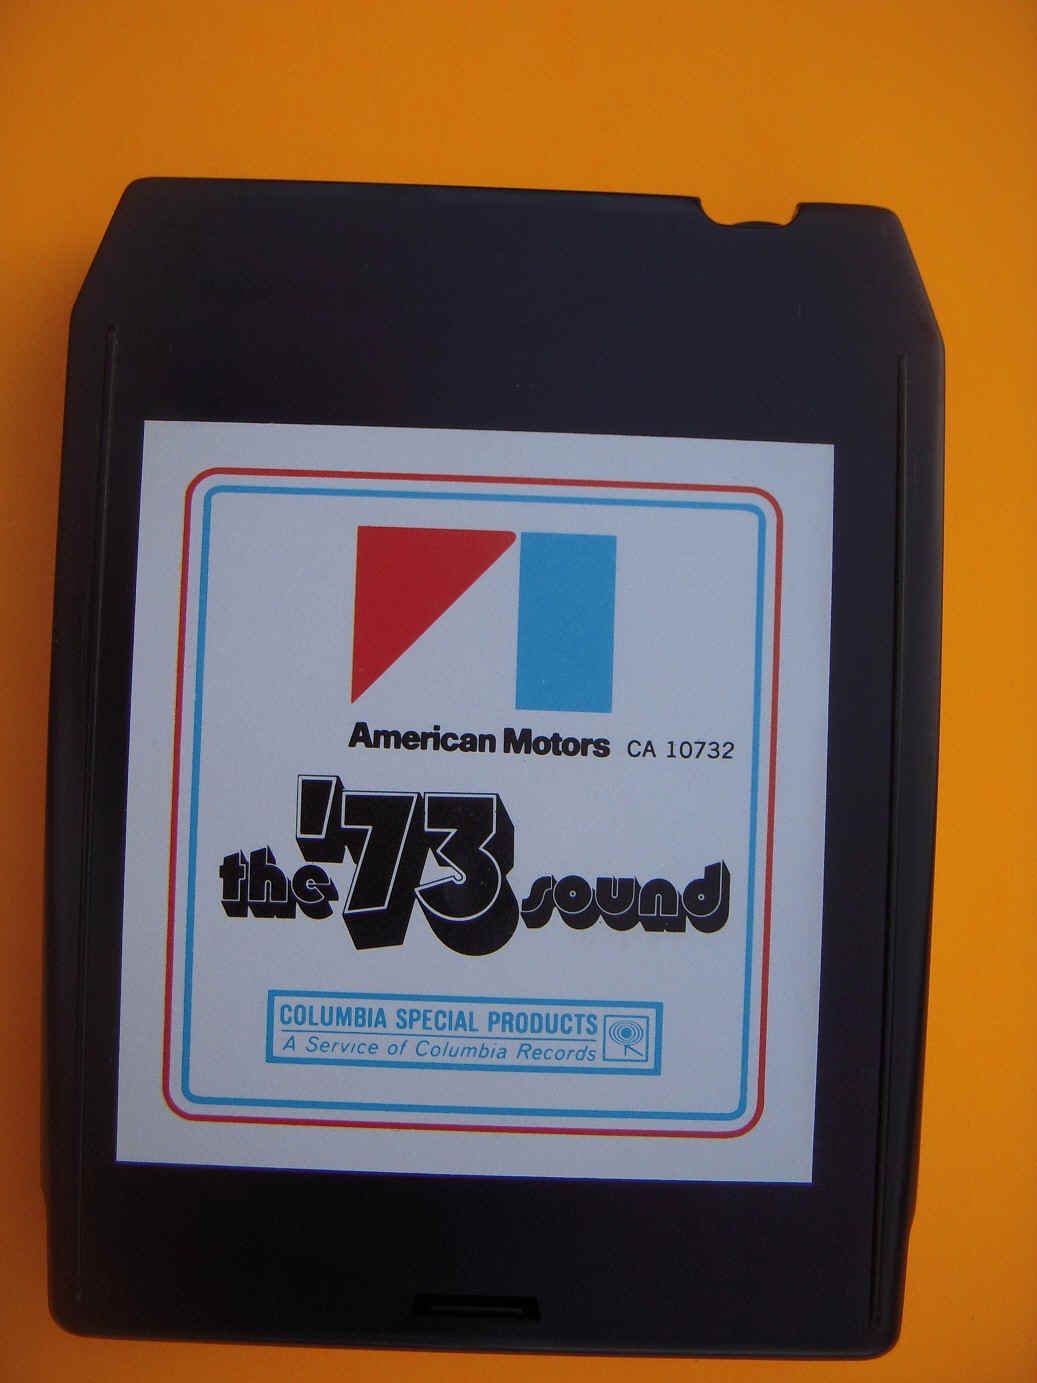 American Motors CA 10732
the '73 sound
COLUMBIA SPECIAL PRODUCTS
A Service of Columbia Records